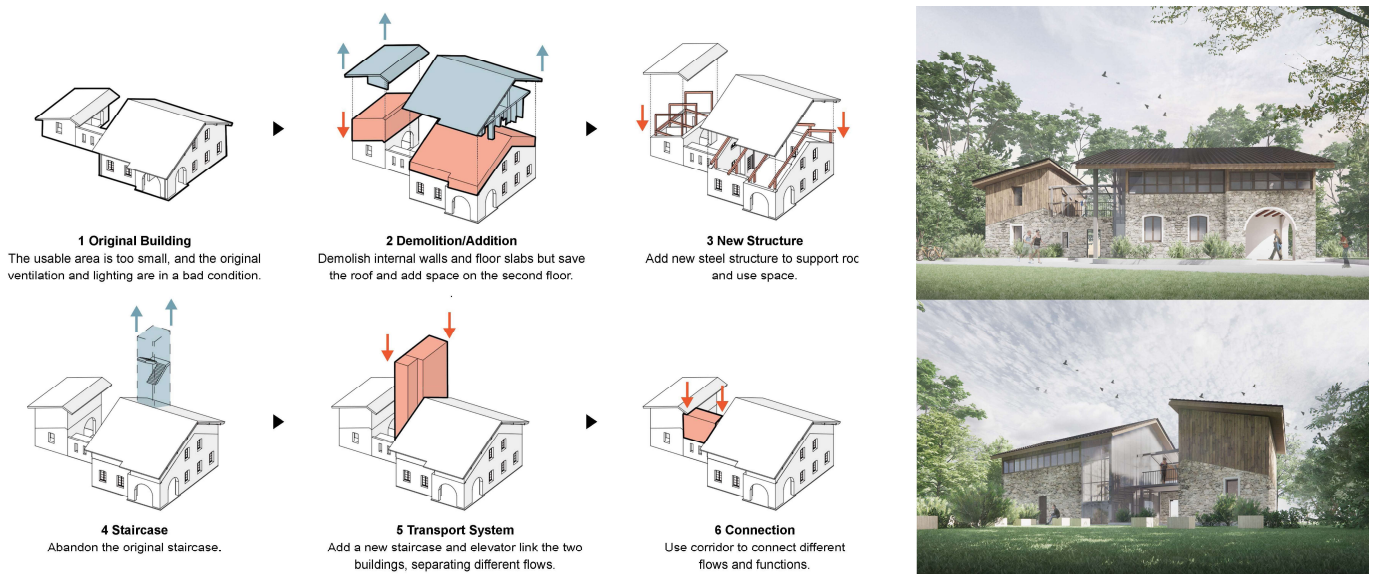 1 Original Building
The usable area is too small, and the original
ventilation and lighting are in a bad condition.
2 Demolition/Addition
Demolish internal walls and floor slabs but save
the roof and add space on the second floor.
3 New Structure
Add new steel structure to support roc
and use space.
4 Staircase
Abandon the original staircase.
5 Transport System
Add a new staircase and elevator link the two
buildings, separating different flows.
6 Connection
Use corridor to connect different
flows and functions.